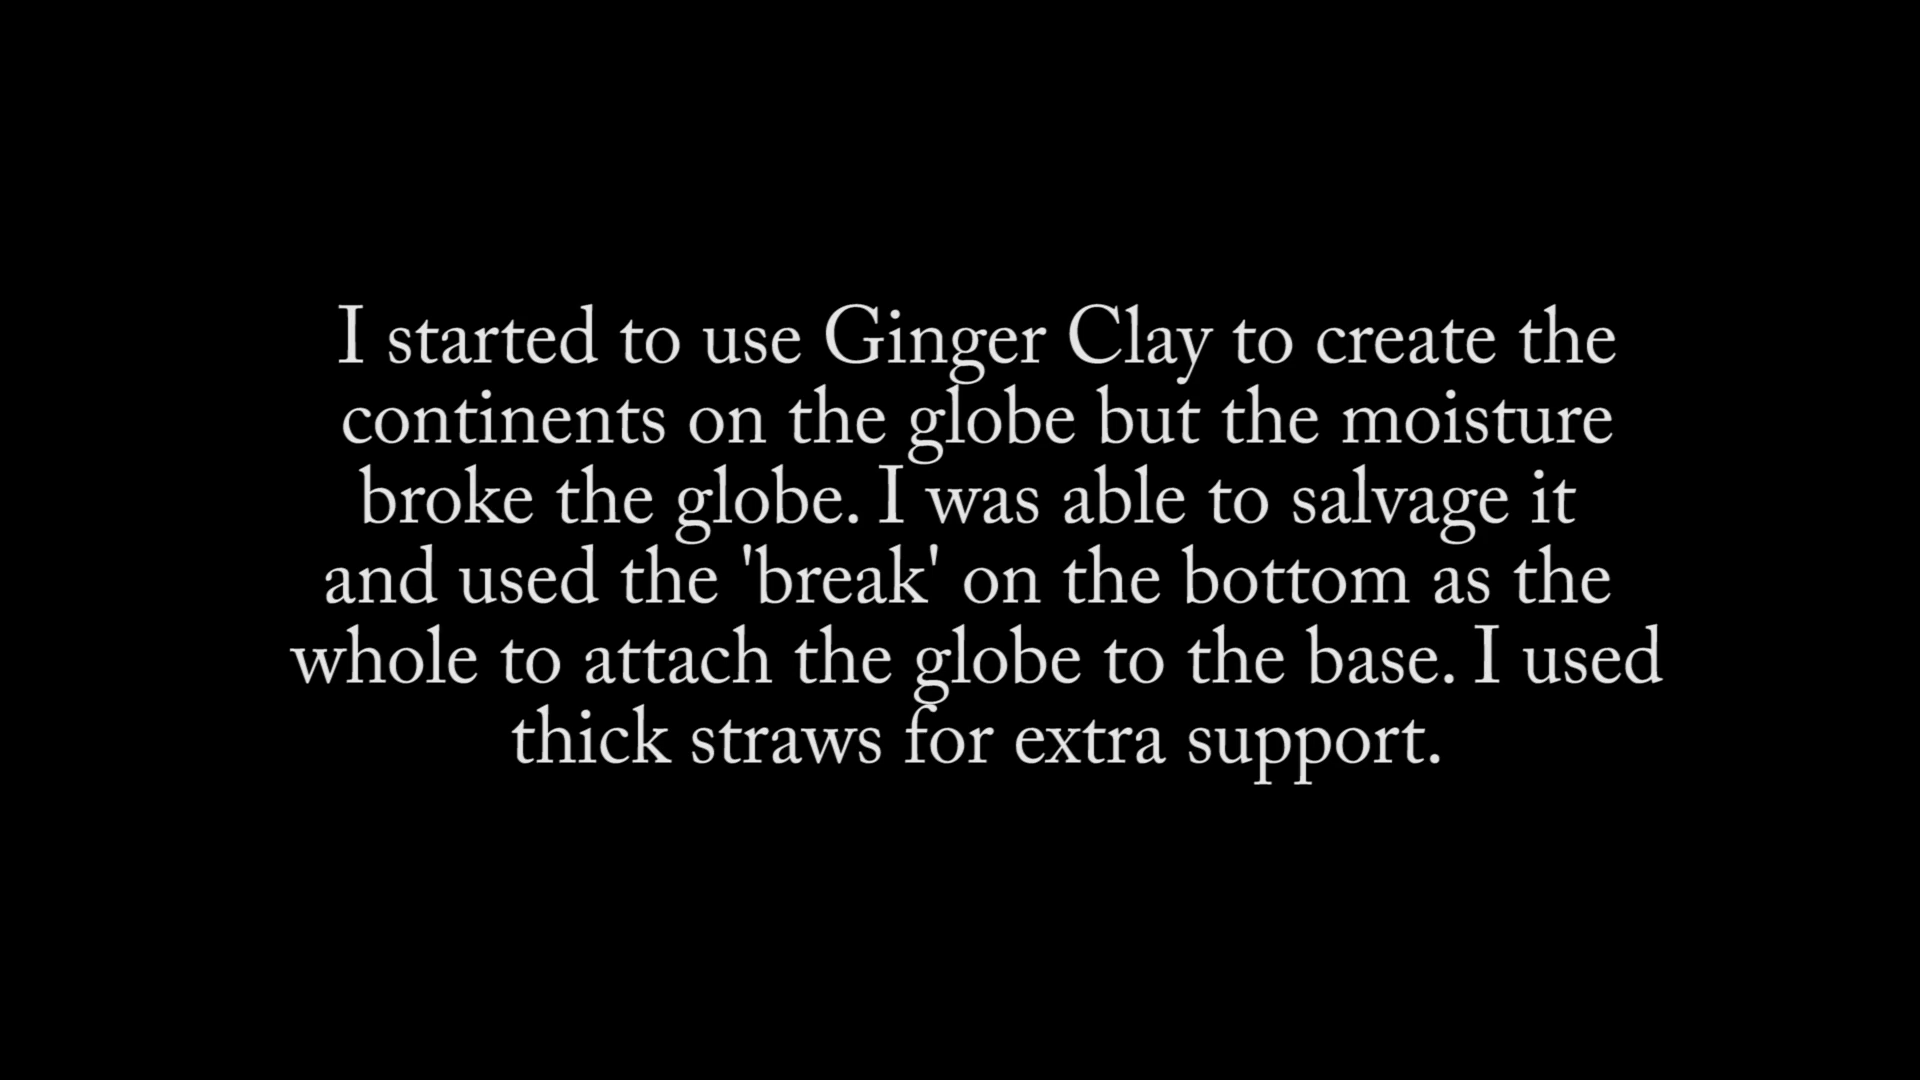 I started to use Ginger Clay to create the
continents on the globe but the moisture
broke the globe. I was able to salvage it
and used the 'break' on the bottom as the
whole to attach the globe to the base. I used
thick straws for extra support.